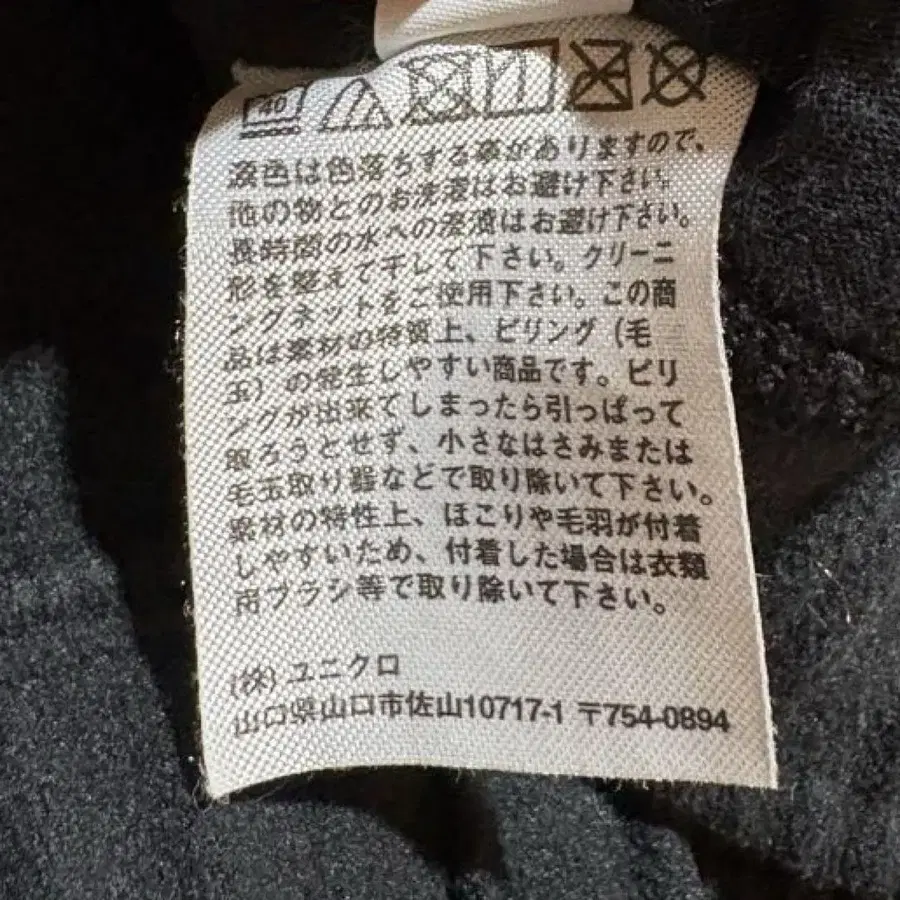 40
濃色は色落ちする事がありますので、
他の物とのお洗濯はお避け下さい。
長時間の水への浸漬はお避け下さい。
形を整えて干して下さい。クリーニ
ングネットをご使用下さい。この商
品は素材の特質上、ピリング（毛
玉）の発生しやすい商品です。ピリ
ングが出来てしまったら引っぱって
取ろうとせず、小さなはさみまたは
毛玉取り器などで取り除いて下さい。
素材の特性上、ほこりや毛羽が付着
しやすいため、付着した場合は衣類
用ブラシ等で取り除いて下さい。
(株) ユニクロ
山口県山口市佐山10717-1 〒754-0894